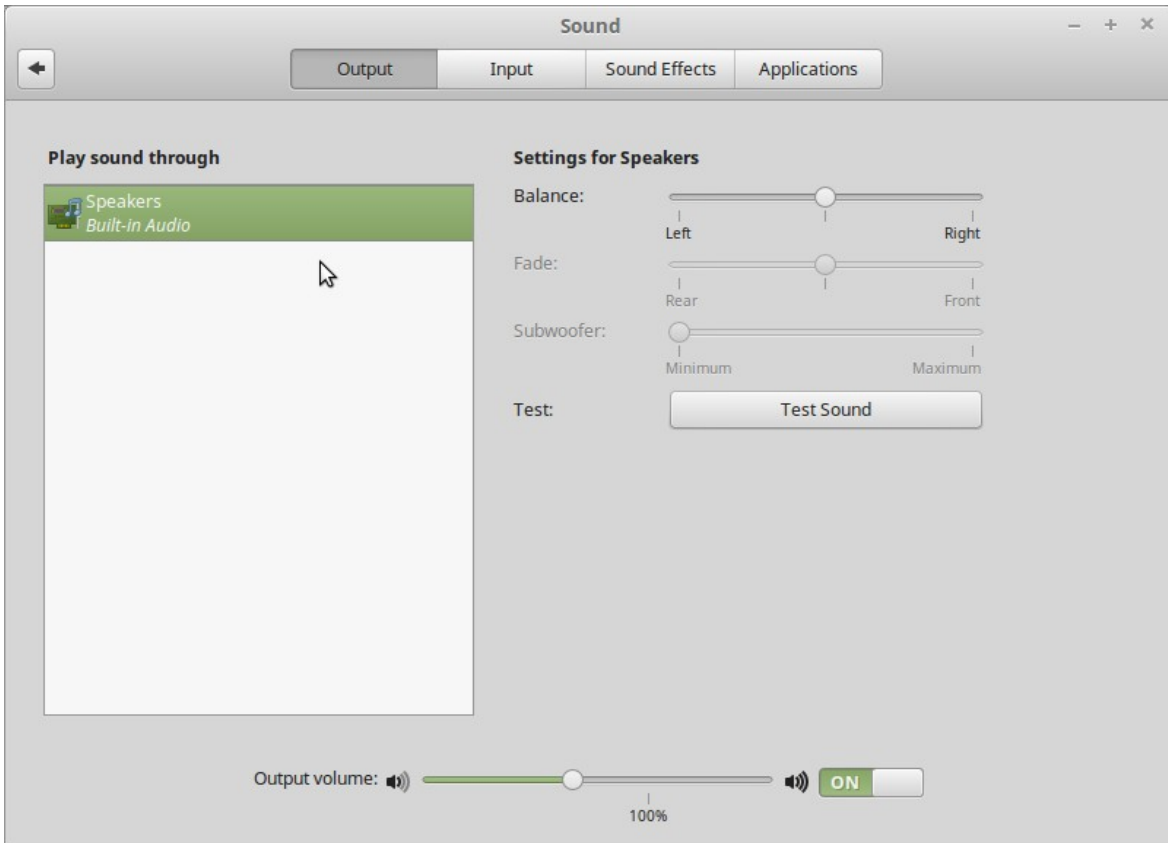 Sound
Output Input Sound Effects Applications
Play sound through
Speakers
Built-in Audio
Settings for Speakers
Balance:
Left Right
Fade:
Rear Front
Subwoofer:
Minimum Maximum
Test: Test Sound
Output volume: ON
100%